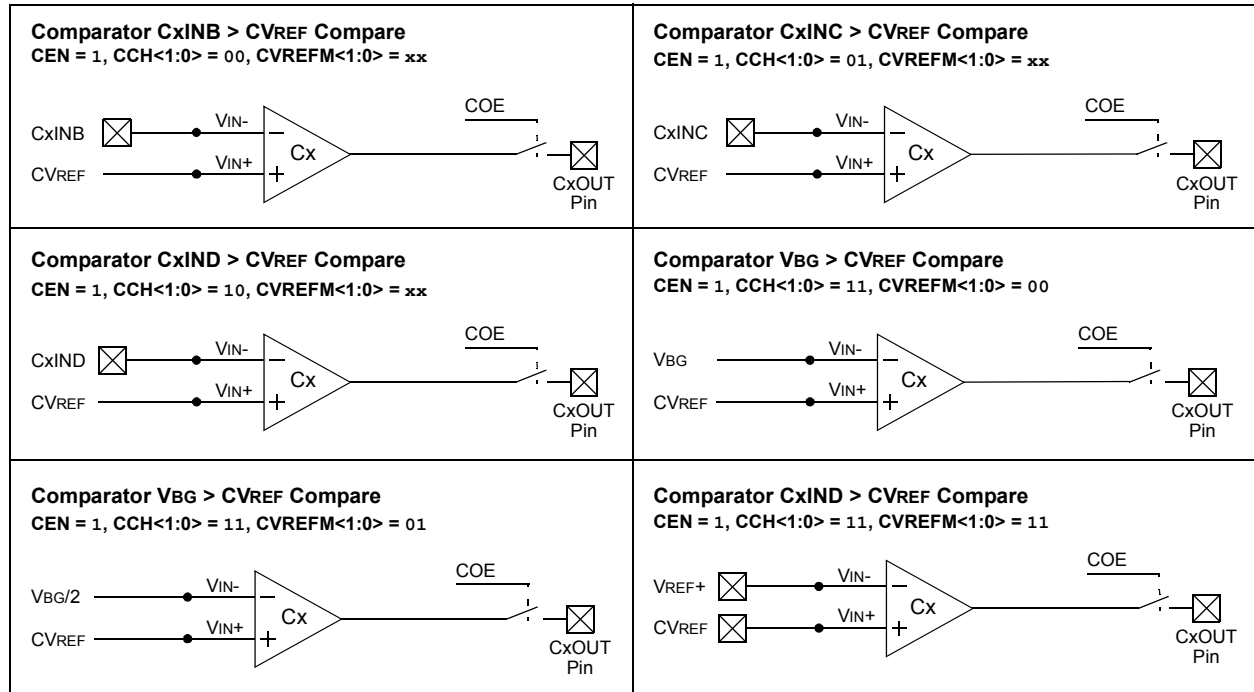 Comparator CxINB > CVREF Compare
CEN = 1, CCH<1:0> = 00, CVREFM<1:0> = xx
COE
CxINB
VIN-
–
Cx
CVREF
VIN+
+
CxOUT
Pin
Comparator CxINC > CVREF Compare
CEN = 1, CCH<1:0> = 01, CVREFM<1:0> = xx
COE
CxINC
VIN-
–
Cx
CVREF
VIN+
+
CxOUT
Pin
Comparator CxIND > CVREF Compare
CEN = 1, CCH<1:0> = 10, CVREFM<1:0> = xx
COE
CxIND
VIN-
–
Cx
CVREF
VIN+
+
CxOUT
Pin
Comparator VBG > CVREF Compare
CEN = 1, CCH<1:0> = 11, CVREFM<1:0> = 00
COE
VBG
VIN-
–
Cx
CVREF
VIN+
+
CxOUT
Pin
Comparator VBG > CVREF Compare
CEN = 1, CCH<1:0> = 11, CVREFM<1:0> = 01
COE
VBG/2
VIN-
–
Cx
CVREF
VIN+
+
CxOUT
Pin
Comparator CxIND > CVREF Compare
CEN = 1, CCH<1:0> = 11, CVREFM<1:0> = 11
COE
VREF+
VIN-
–
Cx
CVREF
VIN+
+
CxOUT
Pin